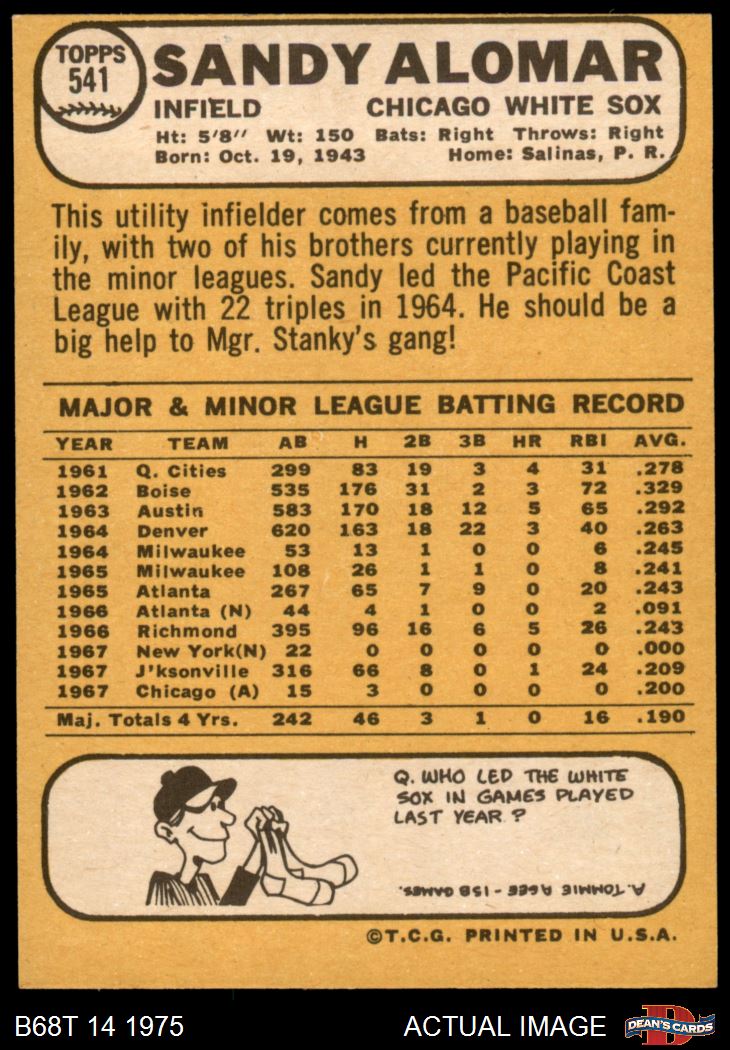 TOPPS
541
SANDY ALOMAR
INFIELD CHICAGO WHITE SOX
Ht: 5'8" Wt: 150 Bats: Right Throws: Right
Born: Oct. 19, 1943 Home: Salinas, P. R.
This utility infielder comes from a baseball fam-
ily, with two of his brothers currently playing in
the minor leagues. Sandy led the Pacific Coast
League with 22 triples in 1964. He should be a
big help to Mgr. Stanky's gang!
MAJOR & MINOR LEAGUE BATTING RECORD
YEAR TEAM AB H 2B 3B HR RBI AVG.
1961 Q. Cities 299 83 19 3 4 31 .278
1962 Boise 535 176 31 2 3 72 .329
1963 Austin 583 170 18 12 5 65 .292
1964 Denver 620 163 18 22 3 40 .263
1964 Milwaukee 53 13 1 0 0 6 .245
1965 Milwaukee 108 26 1 1 0 8 .241
1965 Atlanta 267 65 7 9 0 20 .243
1966 Atlanta (N) 44 4 1 0 0 2 .091
1966 Richmond 395 96 16 6 5 26 .243
1967 New York(N) 22 0 0 0 0 0 .000
1967 J'ksonville 316 66 8 0 1 24 .209
1967 Chicago (A) 15 3 0 0 0 0 .200
Maj. Totals 4 Yrs. 242 46 3 1 0 16 .190
Q. WHO LED THE WHITE
SOX IN GAMES PLAYED
LAST YEAR?
A. TOMMIE AGEE - 158 GAMES.
©T.C.G. PRINTED IN U.S.A.
B68T 14 1975 ACTUAL IMAGE
D
DEAN'S CARDS